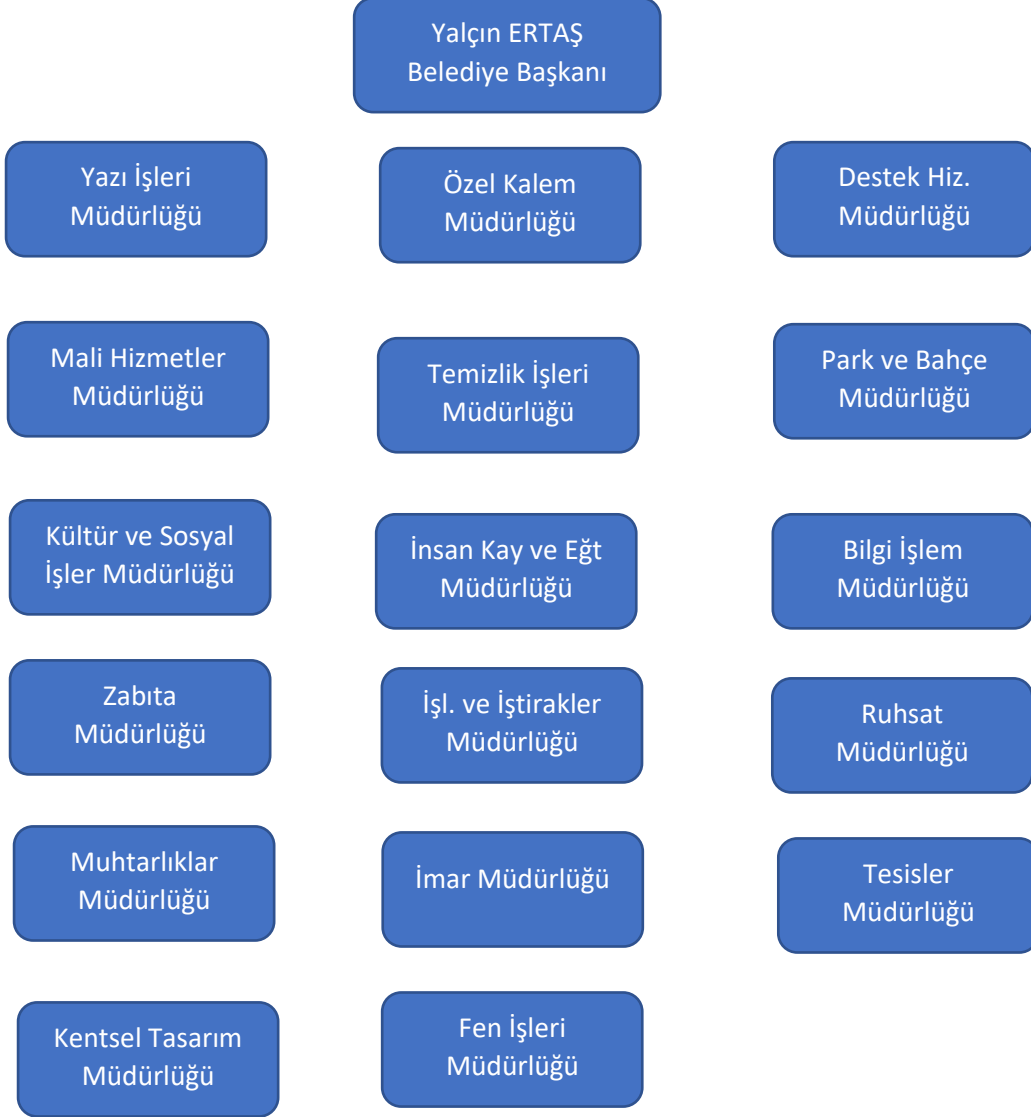 Yalçın ERTAŞ
Belediye Başkanı
Yazı İşleri
Müdürlüğü
Özel Kalem
Müdürlüğü
Destek Hiz.
Müdürlüğü
Mali Hizmetler
Müdürlüğü
Temizlik İşleri
Müdürlüğü
Park ve Bahçe
Müdürlüğü
Kültür ve Sosyal
İşler Müdürlüğü
İnsan Kay ve Eğt
Müdürlüğü
Bilgi İşlem
Müdürlüğü
Zabıta
Müdürlüğü
İşl. ve İştirakler
Müdürlüğü
Ruhsat
Müdürlüğü
Muhtarlıklar
Müdürlüğü
İmar Müdürlüğü
Tesisler
Müdürlüğü
Kentsel Tasarım
Müdürlüğü
Fen İşleri
Müdürlüğü